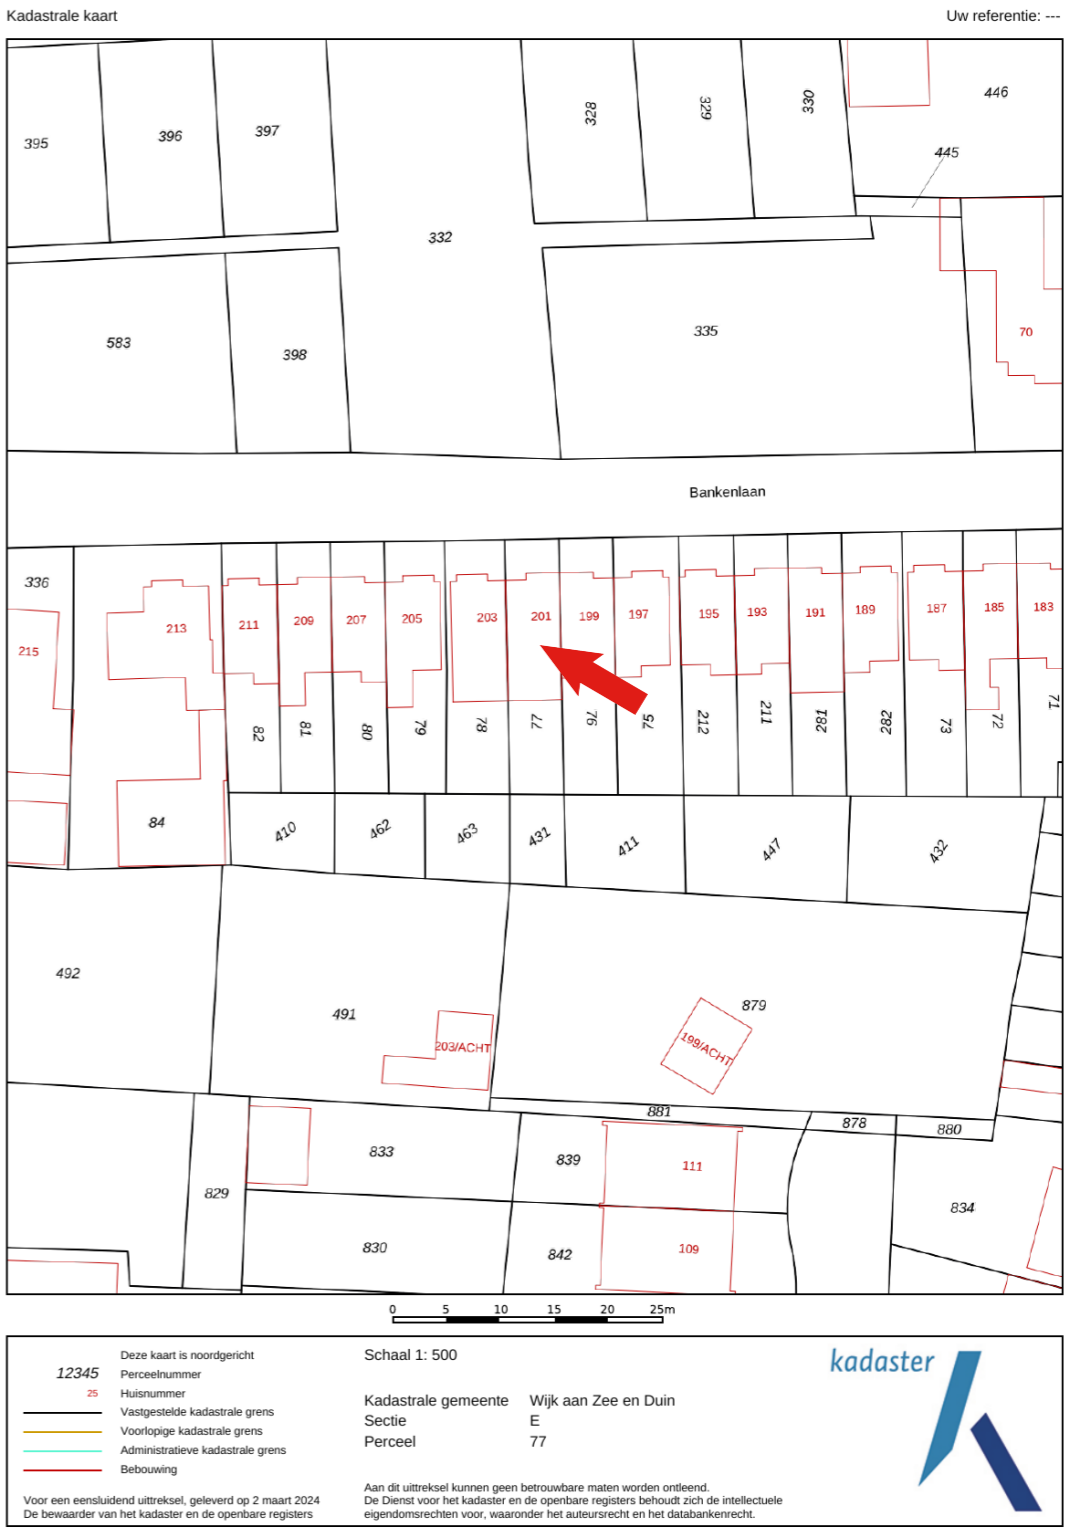 Kadastrale kaart
Uw referentie: ---
395
396
397
328
329
330
446
445
332
583
398
335
70
Bankenlaan
336
215
213
211
209
207
205
203
201
199
197
195
193
191
189
187
185
183
82
81
80
79
78
77
76
75
212
211
281
282
73
72
71
84
410
462
463
431
411
447
432
492
491
203/ACHT
879
199/ACHT
881
878
880
833
839
111
829
834
830
842
109
0 5 10 15 20 25m
Deze kaart is noordgericht
12345 Perceelnummer
25 Huisnummer
Vastgestelde kadastrale grens
Voorlopige kadastrale grens
Administratieve kadastrale grens
Bebouwing
Voor een eensluidend uittreksel, geleverd op 2 maart 2024
De bewaarder van het kadaster en de openbare registers
Schaal 1: 500
Kadastrale gemeente Wijk aan Zee en Duin
Sectie E
Perceel 77
Aan dit uittreksel kunnen geen betrouwbare maten worden ontleend.
De Dienst voor het kadaster en de openbare registers behoudt zich de intellectuele
eigendomsrechten voor, waaronder het auteursrecht en het databankenrecht.
kadaster